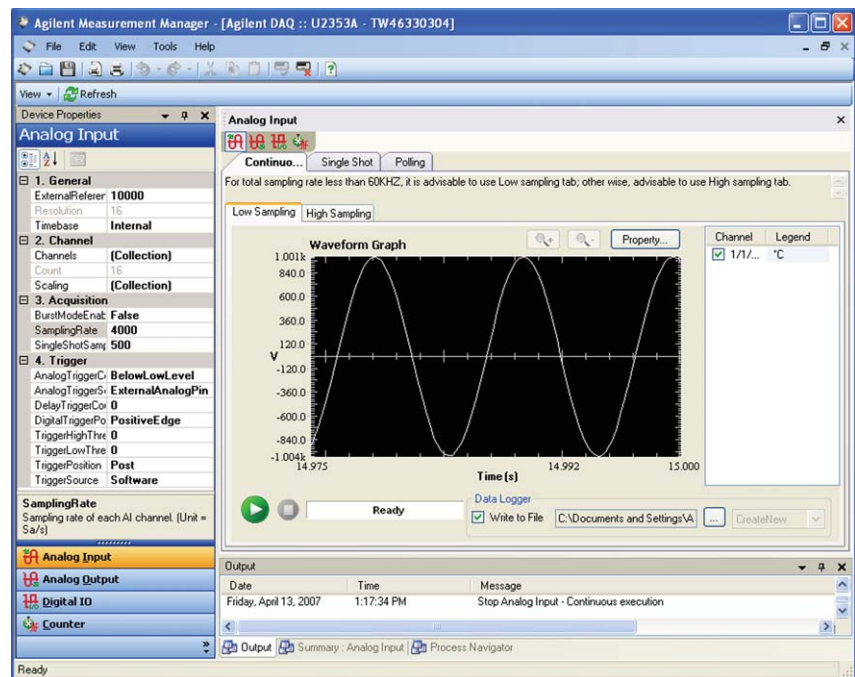 Agilent Measurement Manager - [Agilent DAQ :: U2353A - TW46330304]
File Edit View Tools Help
View Refresh
Device Properties
Analog Input
1. General
ExternalReferer 10000
Resolution 16
Timebase Internal
2. Channel
Channels (Collection)
Count 16
Scaling (Collection)
3. Acquisition
BurstModeEnab False
SamplingRate 4000
SingleShotSamp 500
4. Trigger
AnalogTriggerCo BelowLowLevel
AnalogTriggerSo ExternalAnalogPin
DelayTriggerCou 0
DigitalTriggerPo PositiveEdge
TriggerHighThre 0
TriggerLowThre 0
TriggerPosition Post
TriggerSource Software
SamplingRate
Sampling rate of each AI channel. (Unit =
Sa/s)
Analog Input
Analog Output
Digital IO
Counter
Analog Input
Continuo... Single Shot Polling
For total sampling rate less than 60KHZ, it is advisable to use Low sampling tab; other wise, advisable to use High sampling tab.
Low Sampling High Sampling
Waveform Graph
Property...
Channel Legend
1/1/... °C
1.001k
840.0
600.0
360.0
120.0
V
-120.0
-360.0
-600.0
-840.0
-1.004k
14.975 14.992 15.000
Time (s)
Ready
Data Logger
Write to File C:\Documents and Settings\A ... CreateNew
Output
Date Time Message
Friday, April 13, 2007 1:17:34 PM Stop Analog Input - Continuous execution
Output Summary : Analog Input Process Navigator
Ready